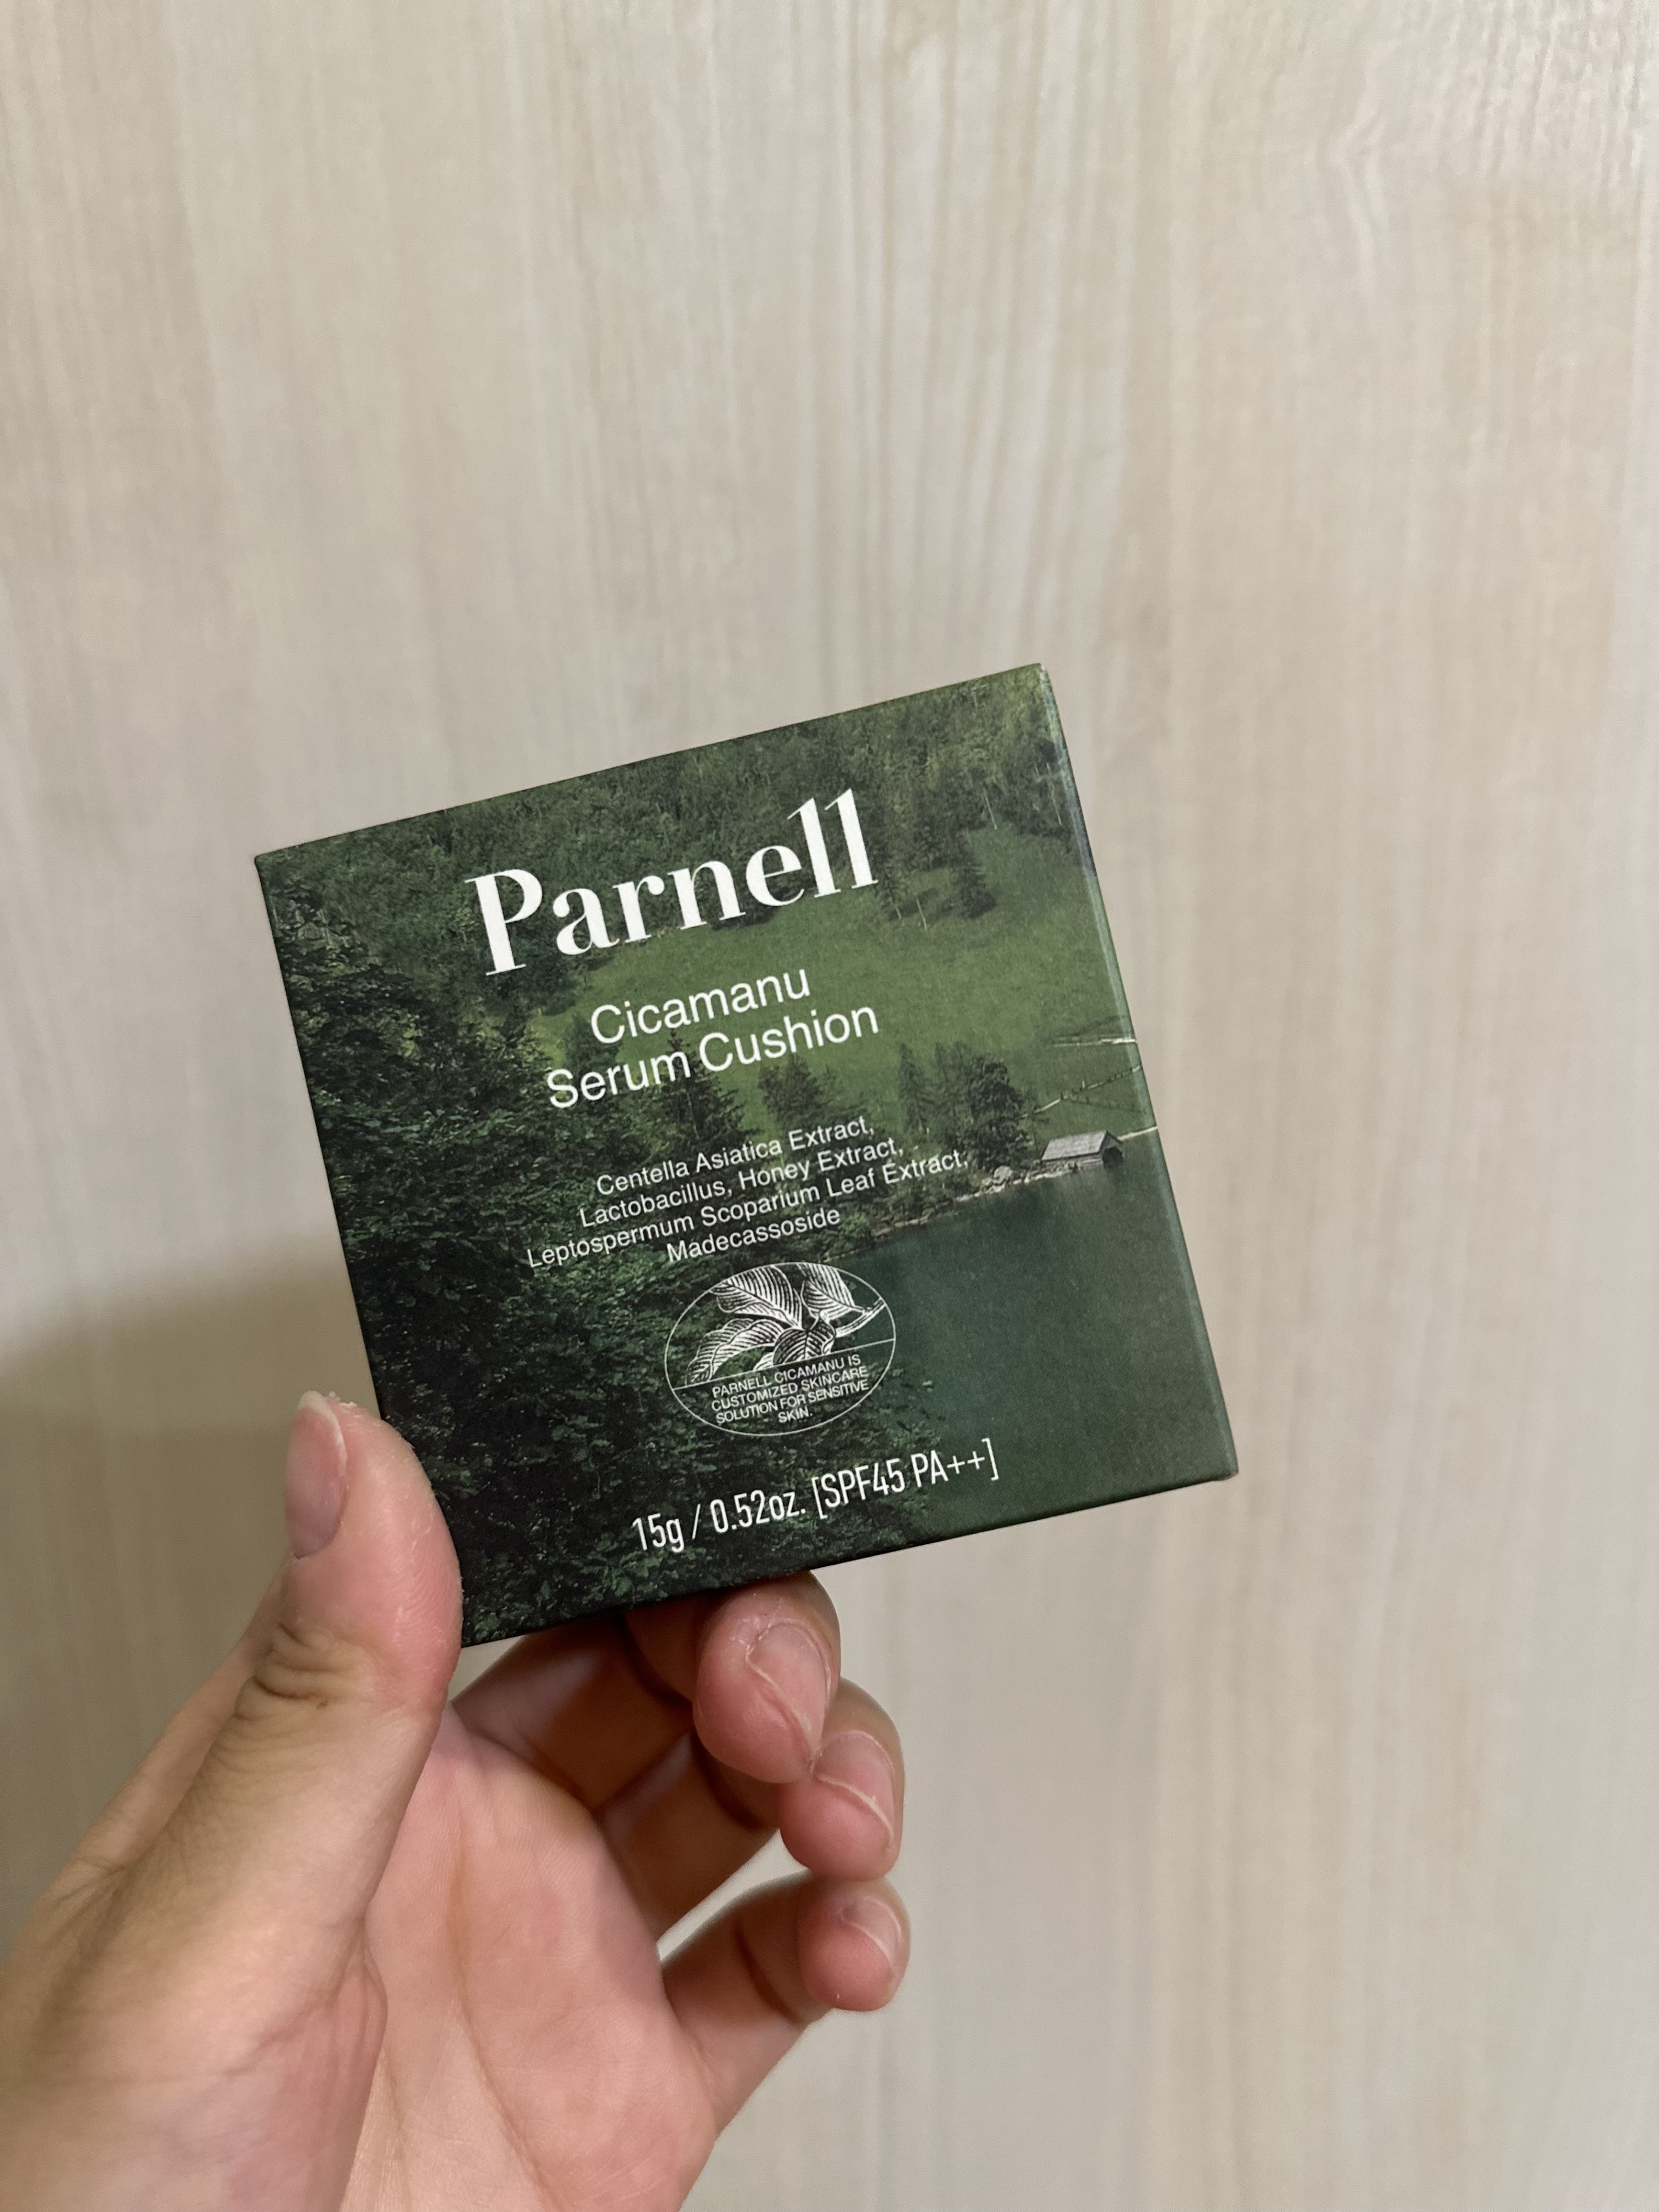 Parnell
Cicamanu
Serum Cushion
Centella Asiatica Extract,
Lactobacillus, Honey Extract,
Leptospermum Scoparium Leaf Extract,
Madecassoside
PARNELL CICAMANU IS
CUSTOMIZED SKINCARE
SOLUTION FOR SENSITIVE
SKIN.
15g / 0.52oz. [SPF45 PA++]